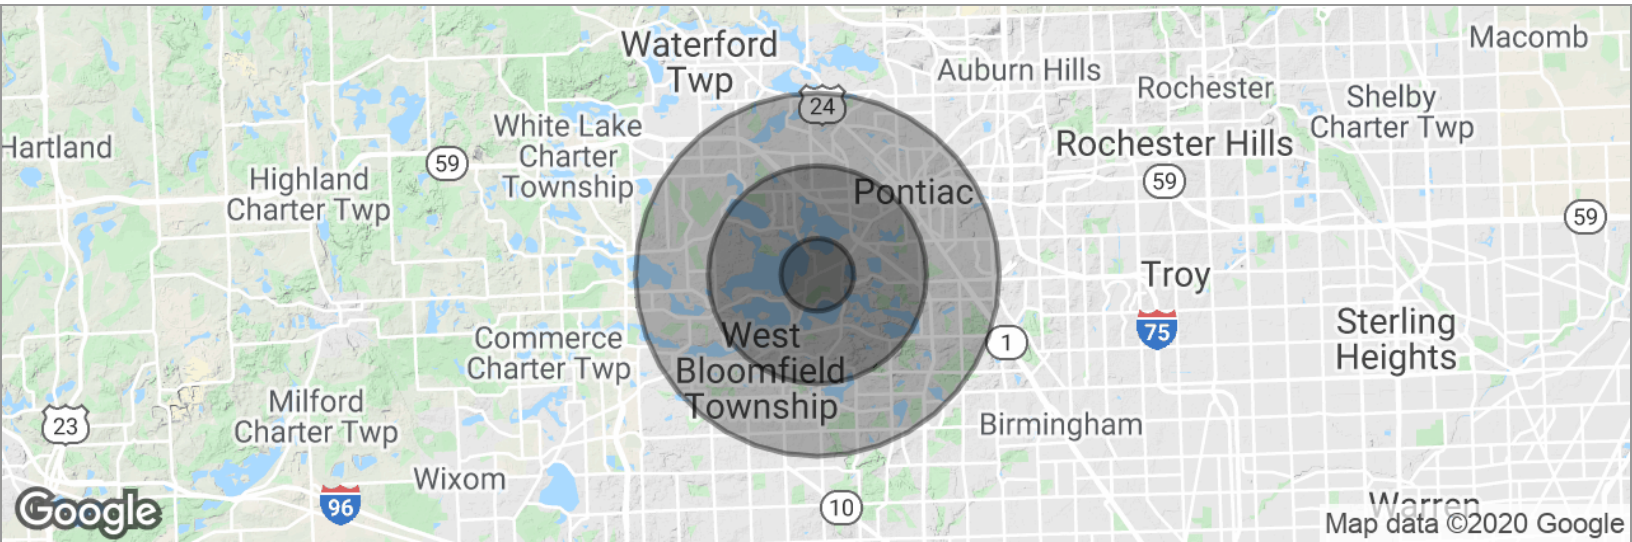 Macomb
Waterford
Twp
Auburn Hills
Rochester
Shelby
Charter Twp
24
White Lake
Charter
Township
Hartland
59
Rochester Hills
59
Highland
Charter Twp
Pontiac
59
Troy
75
Sterling
Heights
1
Commerce
Charter Twp
West
Bloomfield
Township
Milford
Charter Twp
23
Birmingham
Wixom
96
10
Warren
Google
Map data ©2020 Google